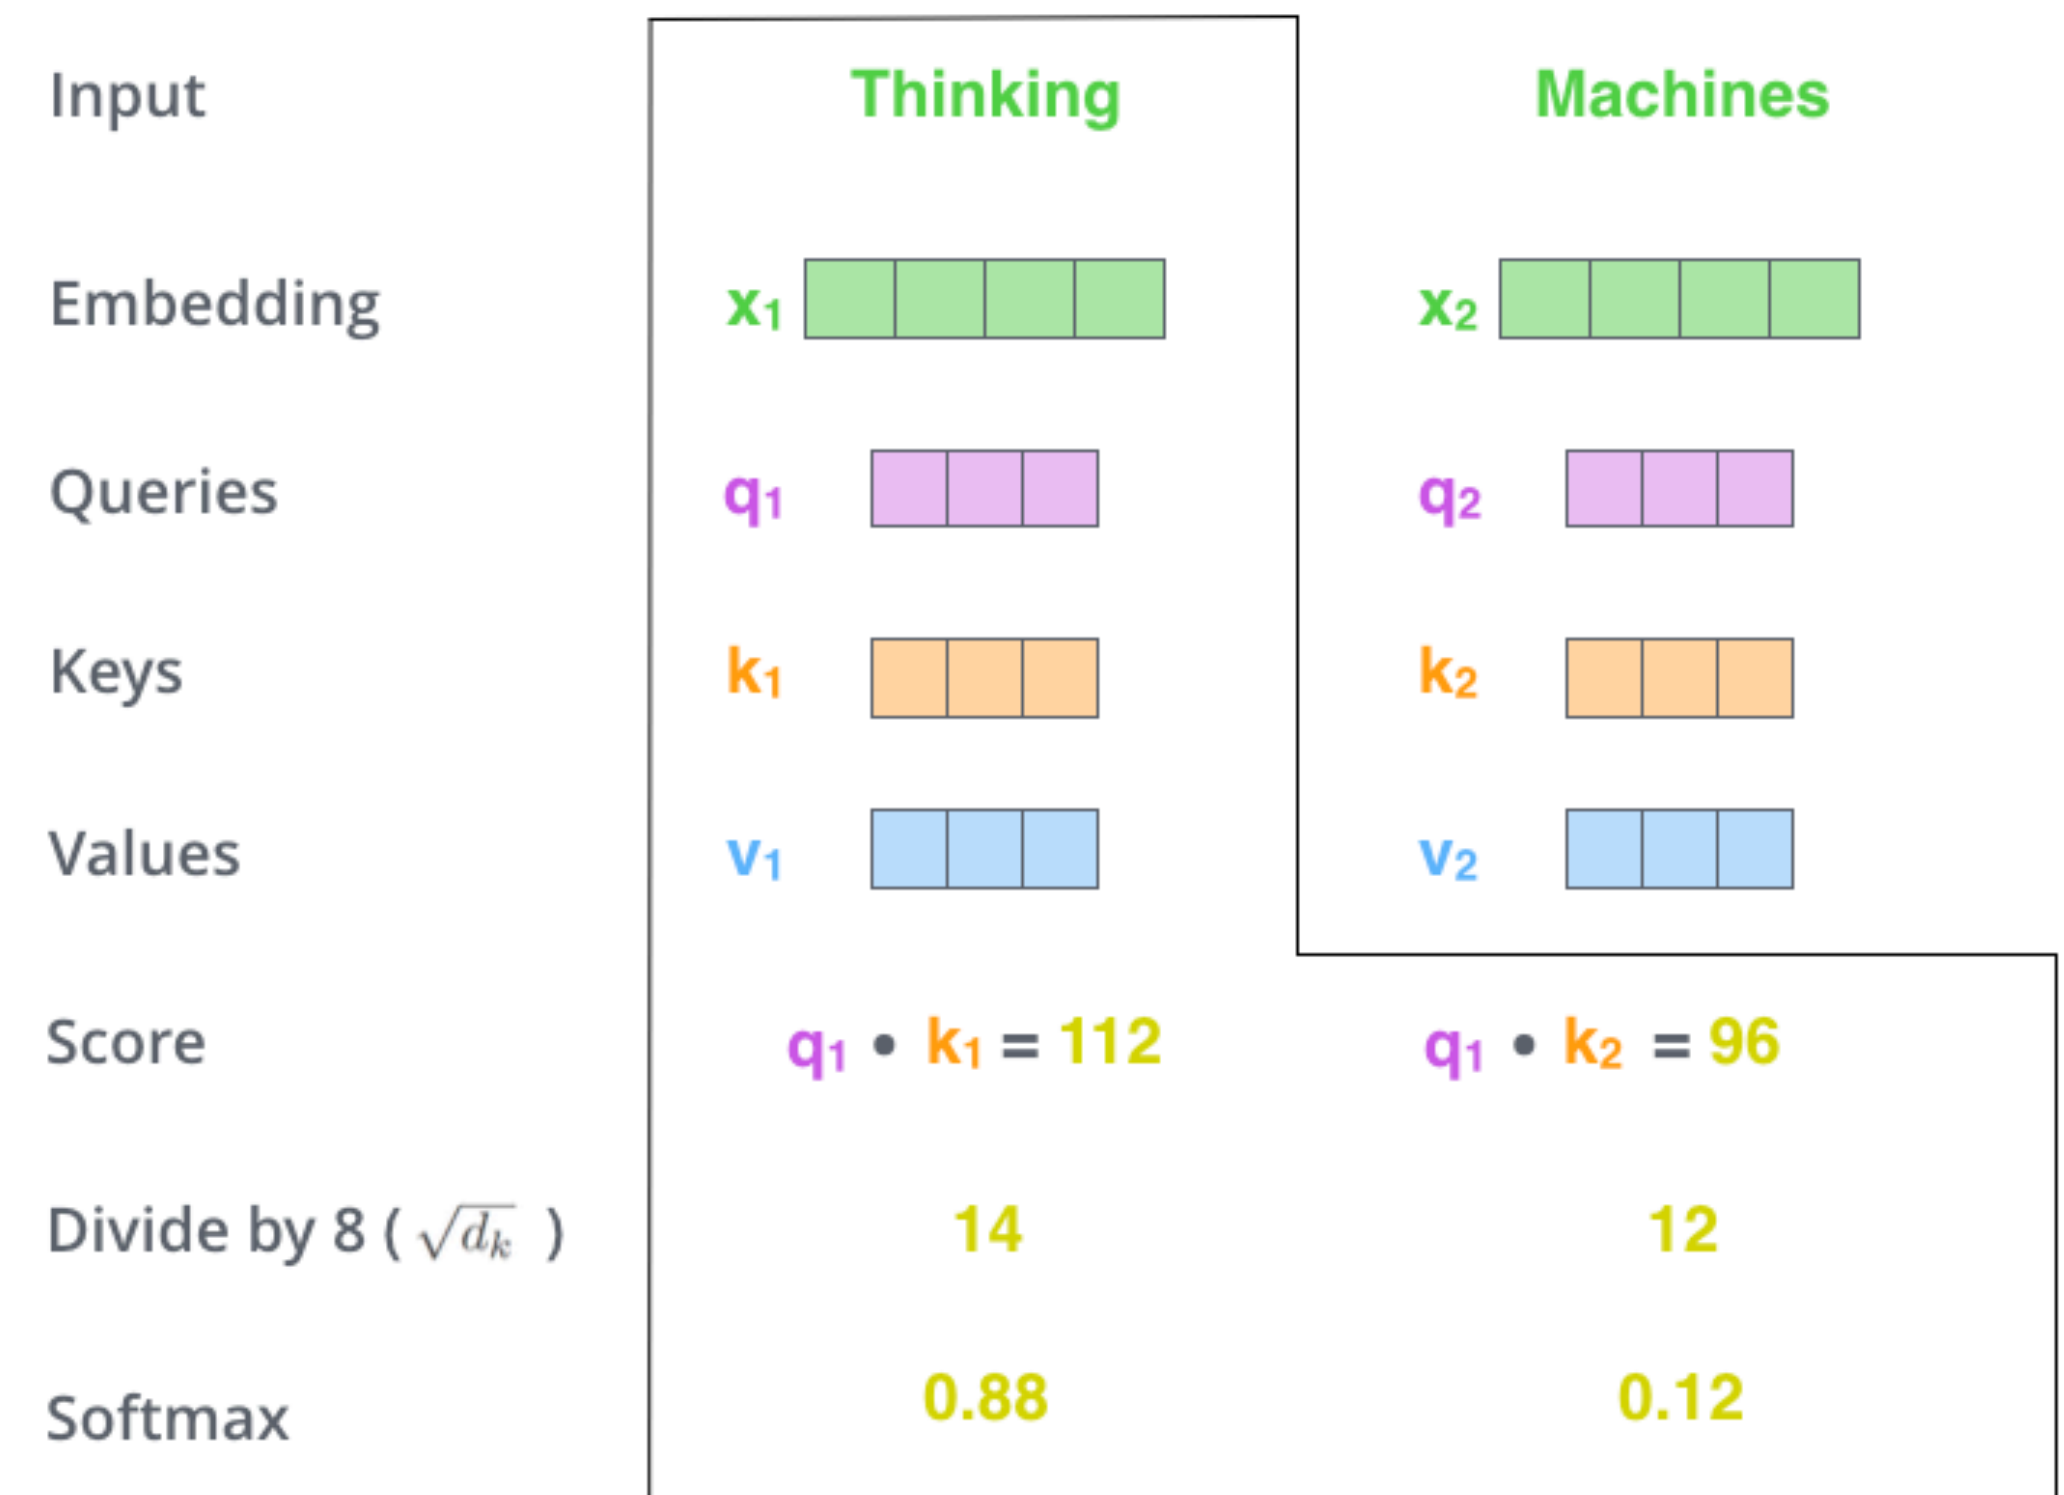 Input Thinking Machines
Embedding x₁ x₂
Queries q₁ q₂
Keys k₁ k₂
Values v₁ v₂
Score q₁ • k₁ = 112 q₁ • k₂ = 96
Divide by 8 ( √dₖ ) 14 12
Softmax 0.88 0.12